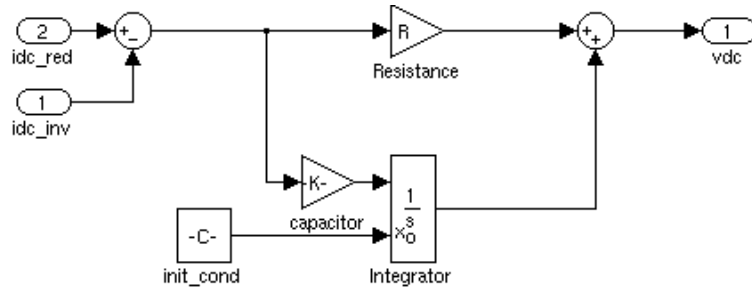 2
+
−
R
+
+
1
idc_red
Resistance
vdc
1
idc_inv
-K-
1
s
xo
capacitor
-C-
init_cond
Integrator